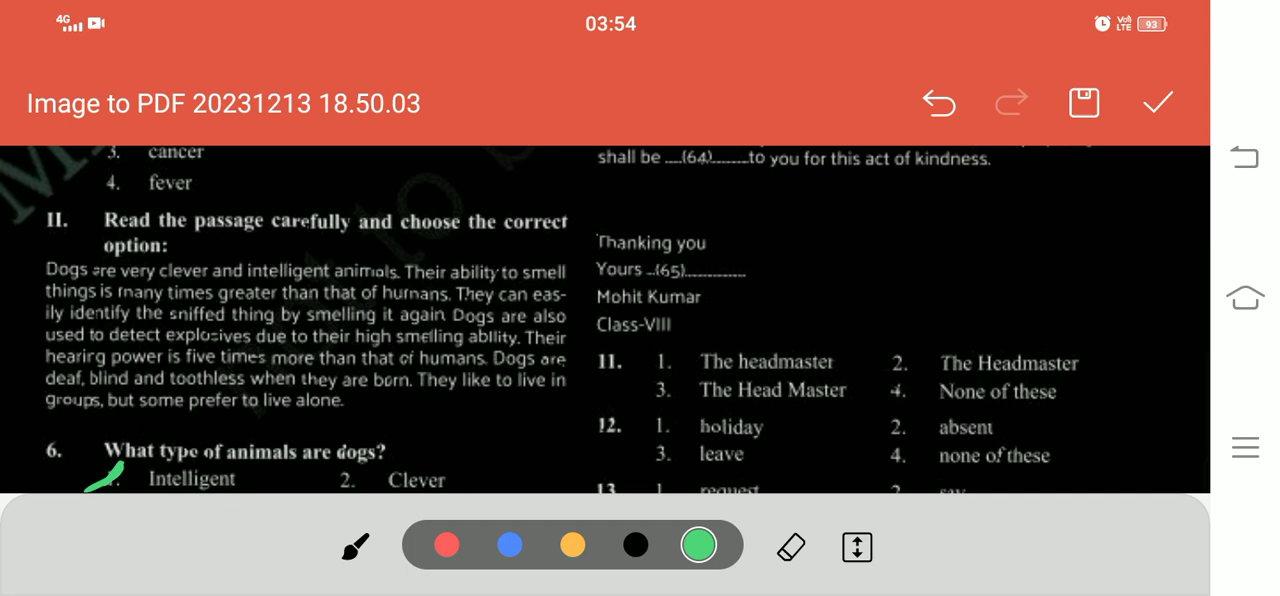 4G
03:54
Vol) LTE
93
Image to PDF 20231213 18.50.03
3. cancer
4. fever
II. Read the passage carefully and choose the correct
option:
Dogs are very clever and intelligent animals. Their ability to smell
things is many times greater than that of humans. They can eas-
ily identify the sniffed thing by smelling it again Dogs are also
used to detect explosives due to their high smelling ability. Their
hearing power is five times more than that of humans. Dogs are
deaf, blind and toothless when they are born. They like to live in
groups, but some prefer to live alone.
6. What type of animals are dogs?
1. Intelligent 2. Clever
shall be ....(64)........to you for this act of kindness.
Thanking you
Yours ..(65)............
Mohit Kumar
Class-VIII
11. 1. The headmaster 2. The Headmaster
3. The Head Master 4. None of these
12. 1. holiday 2. absent
3. leave 4. none of these
13 1 request 2 say